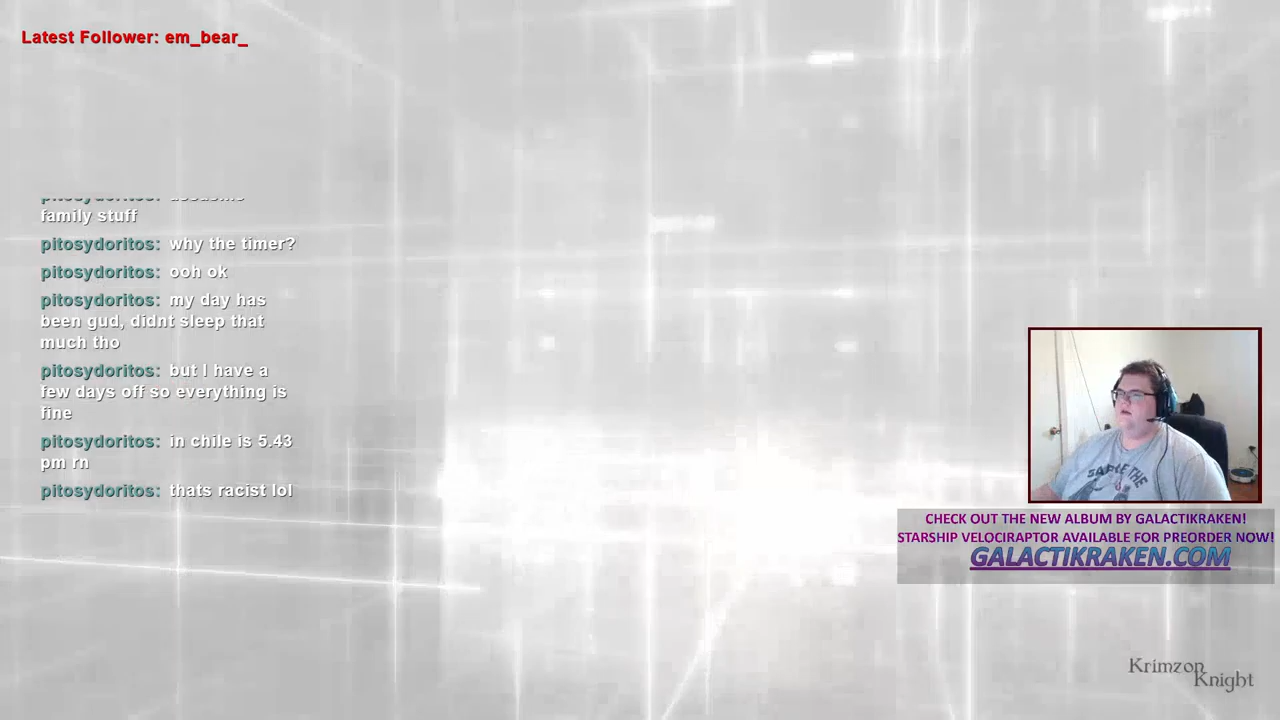 Latest Follower: em_bear_
family stuff
pitosydoritos: why the timer?
pitosydoritos: ooh ok
pitosydoritos: my day has
been gud, didnt sleep that
much tho
pitosydoritos: but I have a
few days off so everything is
fine
pitosydoritos: in chile is 5.43
pm rn
pitosydoritos: thats racist lol
CHECK OUT THE NEW ALBUM BY GALACTIKRAKEN!
STARSHIP VELOCIRAPTOR AVAILABLE FOR PREORDER NOW!
GALACTIKRAKEN.COM
Krimzon
Knight